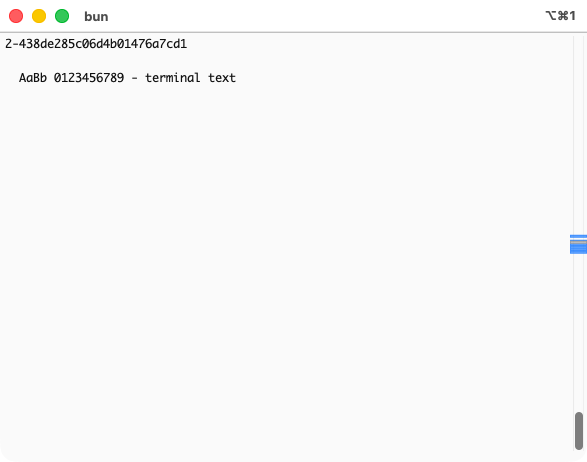 bun
⌥⌘1
2-438de285c06d4b01476a7cd1
AaBb 0123456789 - terminal text